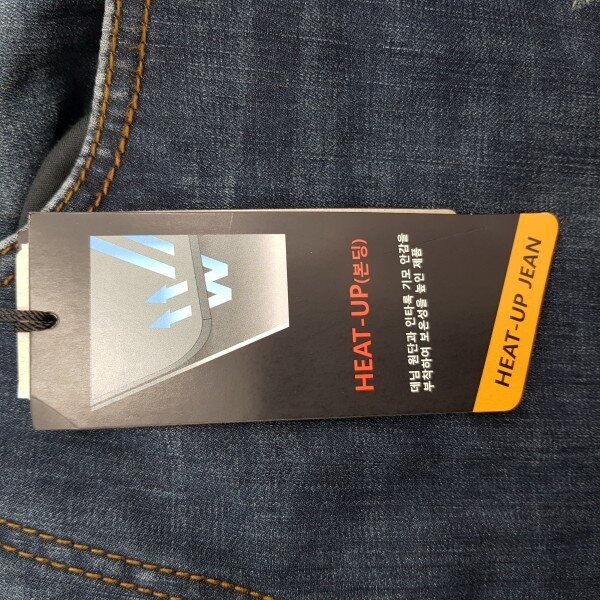 W
HEAT-UP(본딩)
데님 원단과 인타록 기모 안감을
부착하여 보온성을 높인 제품
HEAT-UP JEAN